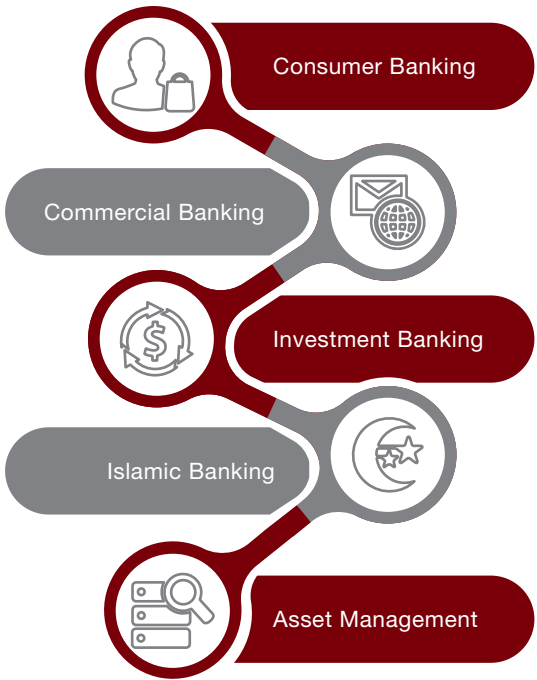 Consumer Banking
Commercial Banking
Investment Banking
Islamic Banking
Asset Management